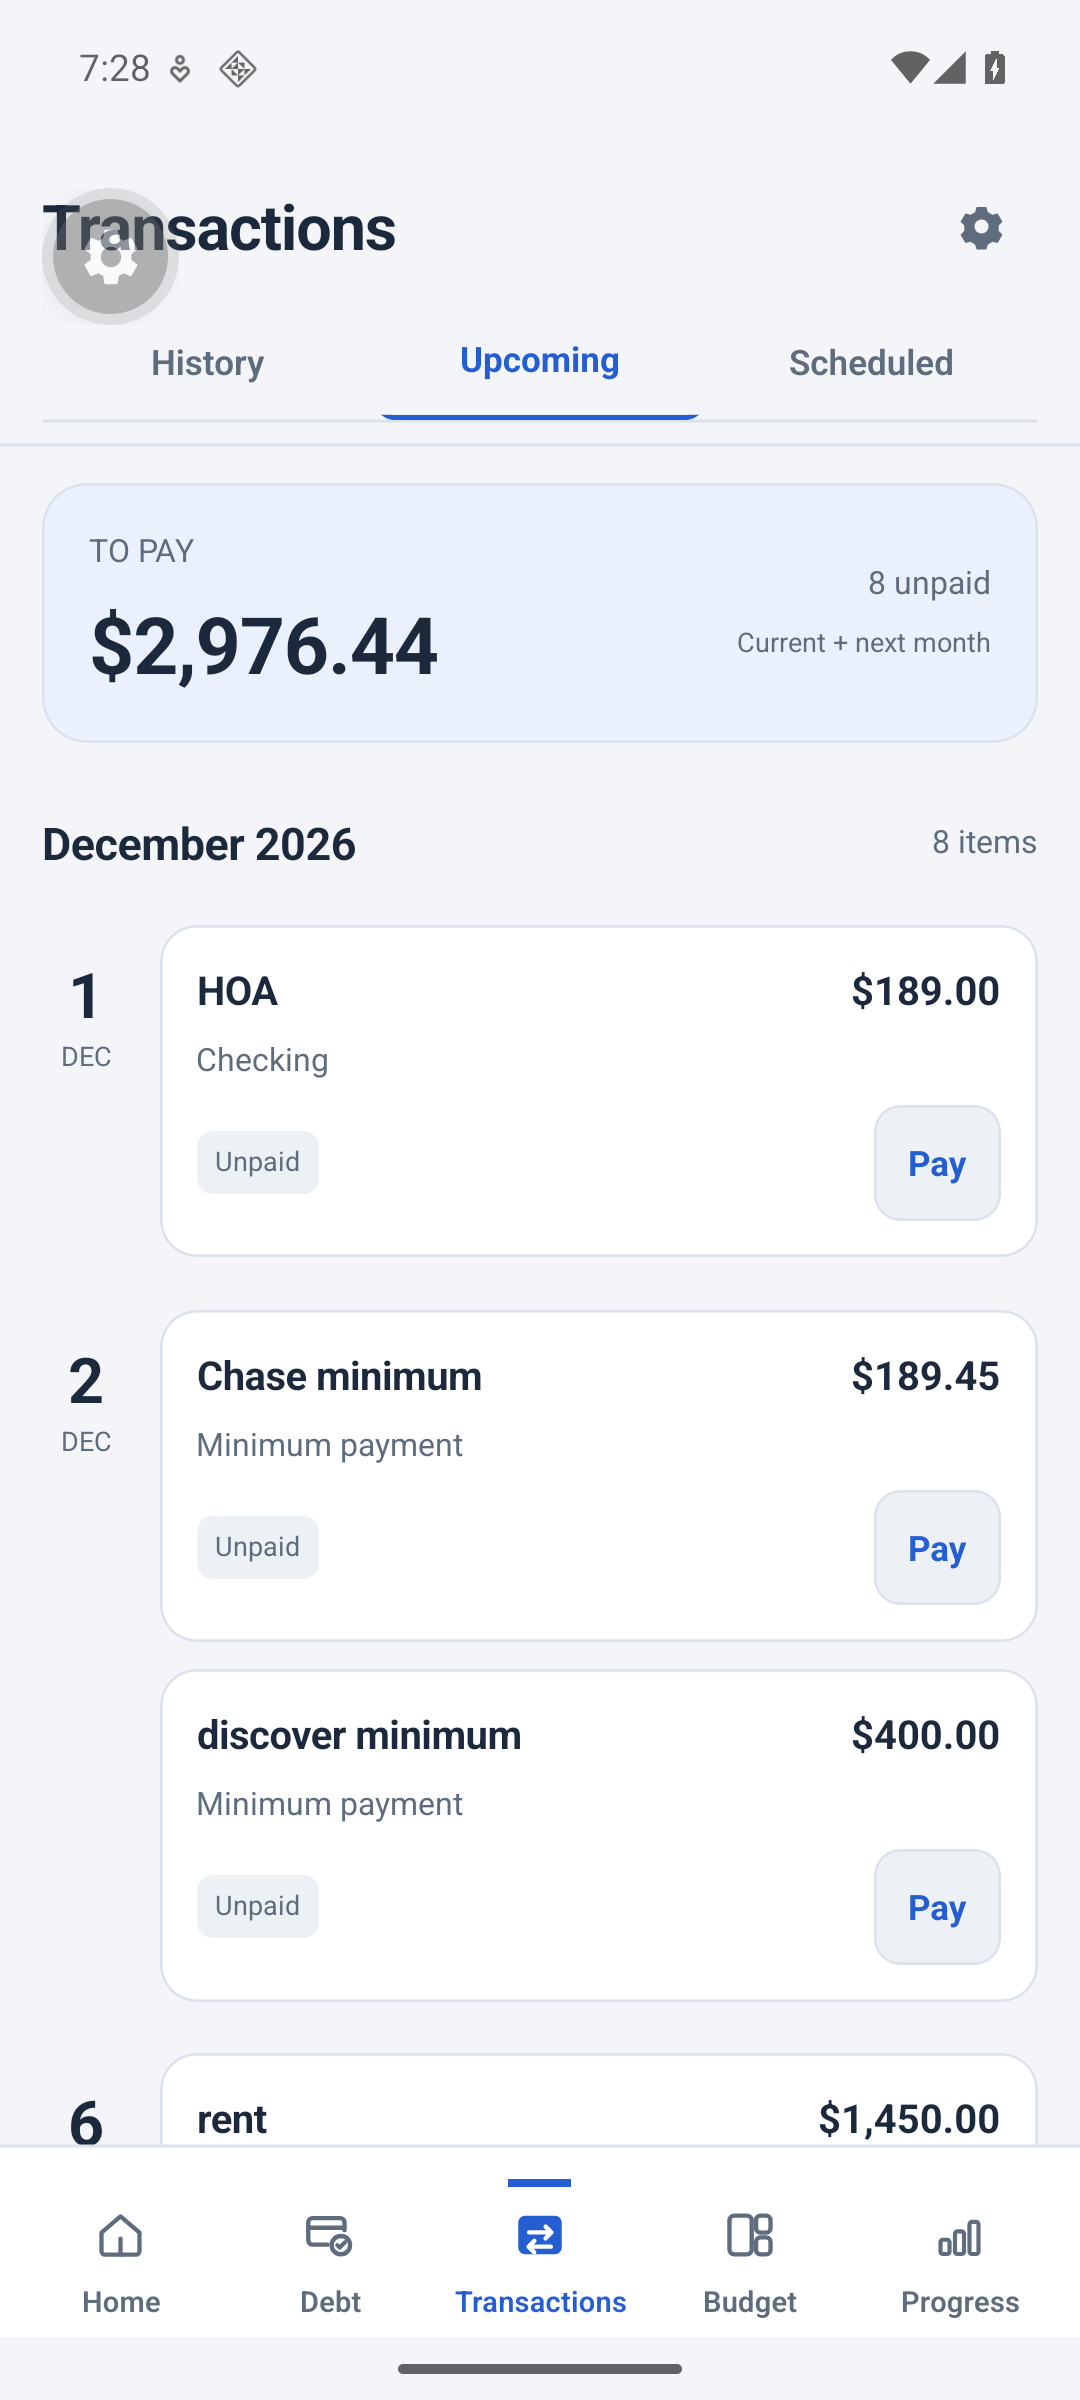 7:28
Transactions
History
Upcoming
Scheduled
TO PAY
$2,976.44
8 unpaid
Current + next month
December 2026
8 items
1
DEC
HOA
$189.00
Checking
Unpaid
Pay
2
DEC
Chase minimum
$189.45
Minimum payment
Unpaid
Pay
discover minimum
$400.00
Minimum payment
Unpaid
Pay
6
rent
$1,450.00
Home
Debt
Transactions
Budget
Progress